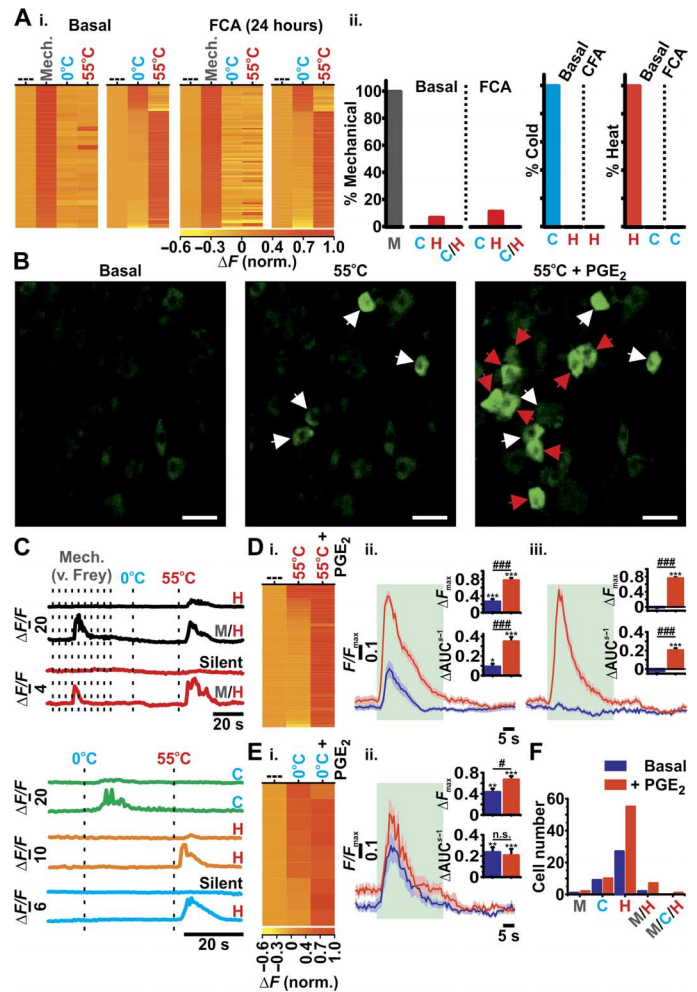 A i. Basal FCA (24 hours) ii.
--- Mech. 0°C 55°C --- 0°C 55°C --- Mech. 0°C 55°C --- 0°C 55°C
−0.6 −0.3 0 0.4 0.7 1.0
ΔF (norm.)
% Mechanical
100
80
60
40
20
0
Basal FCA
M C H C/H C H C/H
% Cold
Basal CFA
C H H
% Heat
Basal FCA
H C C
B
Basal 55°C 55°C + PGE2
C
Mech.
(v. Frey) 0°C 55°C
ΔF/F
20
H
M/H
ΔF/F
4
Silent
M/H
20 s
0°C 55°C
ΔF/F
20
C
C
ΔF/F
10
H
H
ΔF/F
6
Silent
H
20 s
D i. --- 55°C 55°C + PGE2
ii.
F/Fmax
0.1
ΔFmax
0.8
0.4
0
###
*** ***
ΔAUCs−1
0.4
0.2
0
###
* ***
5 s
iii.
ΔFmax
0.8
0.4
0
###
***
ΔAUCs−1
0.4
0.2
0
###
***
5 s
E i. --- 0°C 0°C + PGE2
−0.6 −0.3 0 0.4 0.7 1.0
ΔF (norm.)
ii.
F/Fmax
0.1
ΔFmax
0.8
0.4
0
#
** ***
ΔAUCs−1
0.4
0.2
0
n.s.
** ***
5 s
F
Basal
+ PGE2
Cell number
60
40
20
0
M C H M/H M/C/H